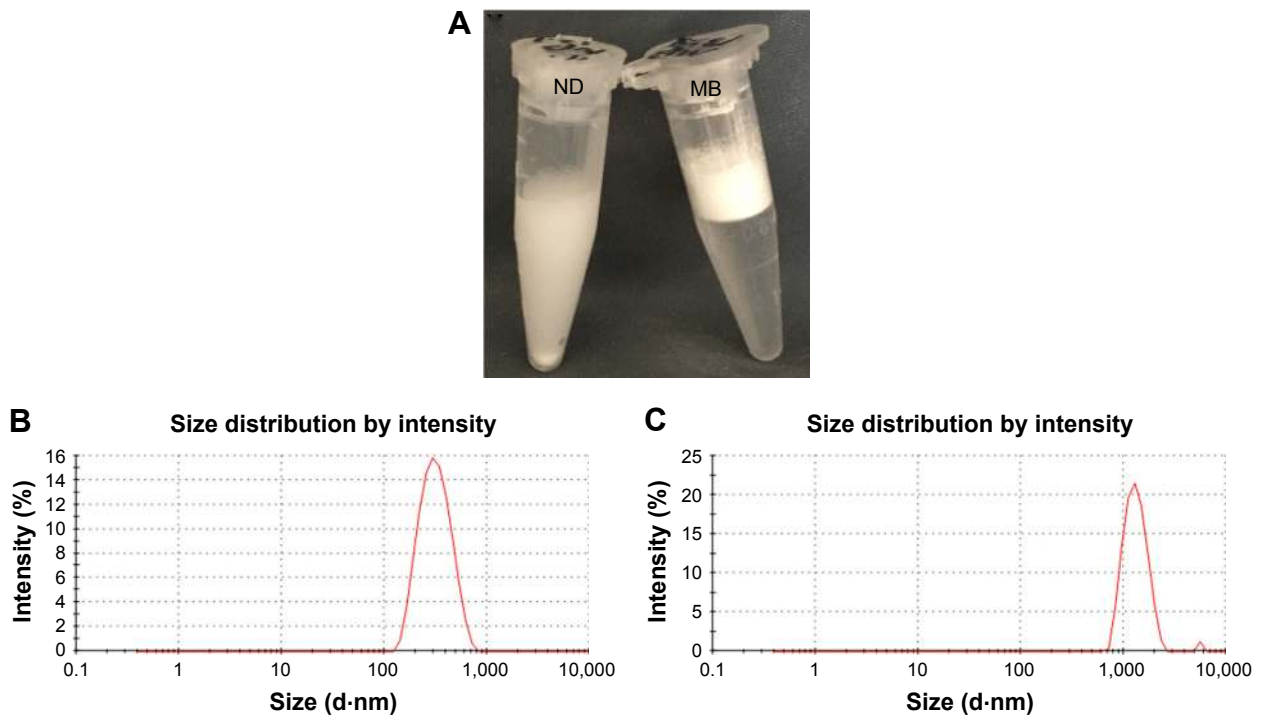 A
ND
MB
B
Size distribution by intensity
16
14
12
10
8
6
4
2
0
Intensity (%)
0.1
1
10
100
1,000
10,000
Size (d·nm)
C
Size distribution by intensity
25
20
15
10
5
0
Intensity (%)
0.1
1
10
100
1,000
10,000
Size (d·nm)